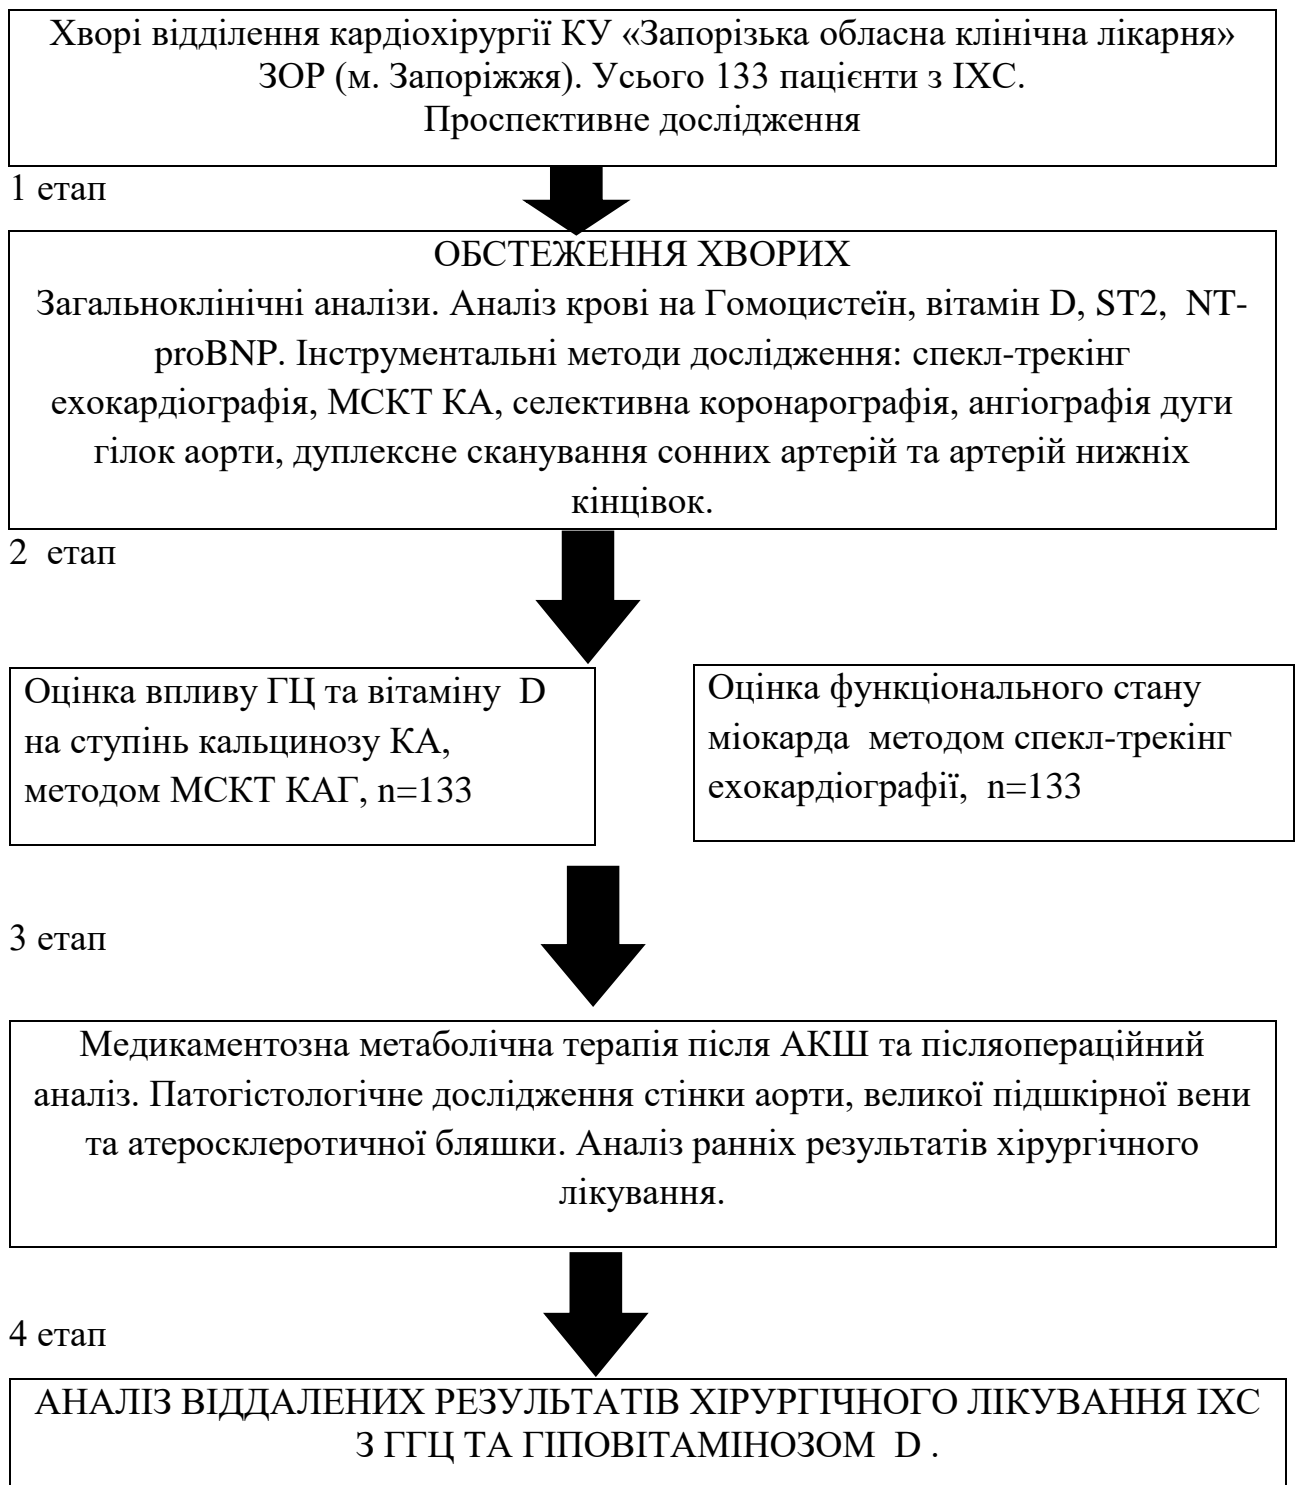 Хворі відділення кардіохірургії КУ «Запорізька обласна клінічна лікарня»
ЗОР (м. Запоріжжя). Усього 133 пацієнти з ІХС.
Проспективне дослідження
1 етап
ОБСТЕЖЕННЯ ХВОРИХ
Загальноклінічні аналізи. Аналіз крові на Гомоцистеїн, вітамін D, ST2, NT-
proBNP. Інструментальні методи дослідження: спекл-трекінг
ехокардіографія, МСКТ КА, селективна коронарографія, ангіографія дуги
гілок аорти, дуплексне сканування сонних артерій та артерій нижніх
кінцівок.
2 етап
Оцінка впливу ГЦ та вітаміну D
на ступінь кальцинозу КА,
методом МСКТ КАГ, n=133
Оцінка функціонального стану
міокарда методом спекл-трекінг
ехокардіографії, n=133
3 етап
Медикаментозна метаболічна терапія після АКШ та післяопераційний
аналіз. Патогістологічне дослідження стінки аорти, великої підшкірної вени
та атеросклеротичної бляшки. Аналіз ранніх результатів хірургічного
лікування.
4 етап
АНАЛІЗ ВІДДАЛЕНИХ РЕЗУЛЬТАТІВ ХІРУРГІЧНОГО ЛІКУВАННЯ ІХС
З ГГЦ ТА ГІПОВІТАМІНОЗОМ D .